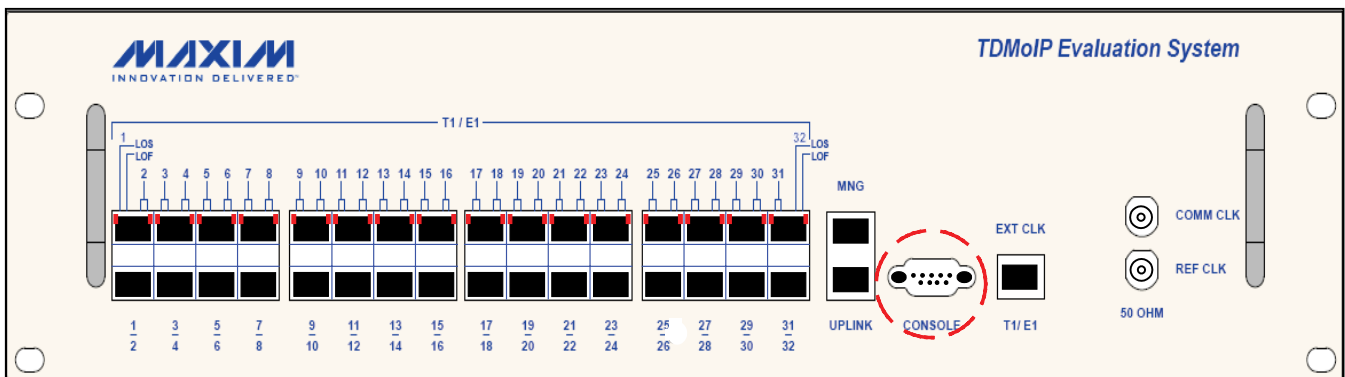 MAXIM
INNOVATION DELIVERED
TDMoIP Evaluation System
T1 / E1
1 LOS
LOF
32 LOS
LOF
2 3 4 5 6 7 8 9 10 11 12 13 14 15 16 17 18 19 20 21 22 23 24 25 26 27 28 29 30 31
MNG
EXT CLK
COMM CLK
REF CLK
50 OHM
1 3 5 7 9 11 13 15 17 19 21 23 25 27 29 31
2 4 6 8 10 12 14 16 18 20 22 24 26 28 30 32
UPLINK
CONSOLE
T1/ E1